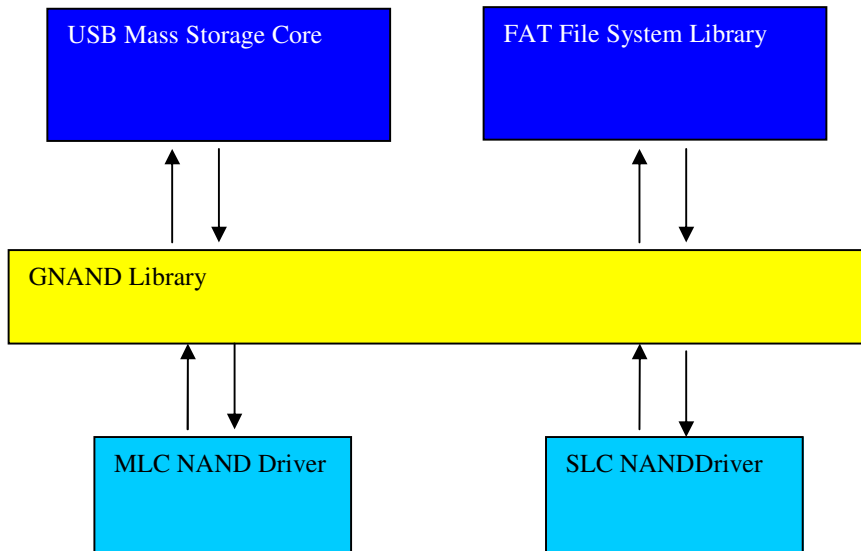 USB Mass Storage Core
FAT File System Library
GNAND Library
MLC NAND Driver
SLC NANDDriver